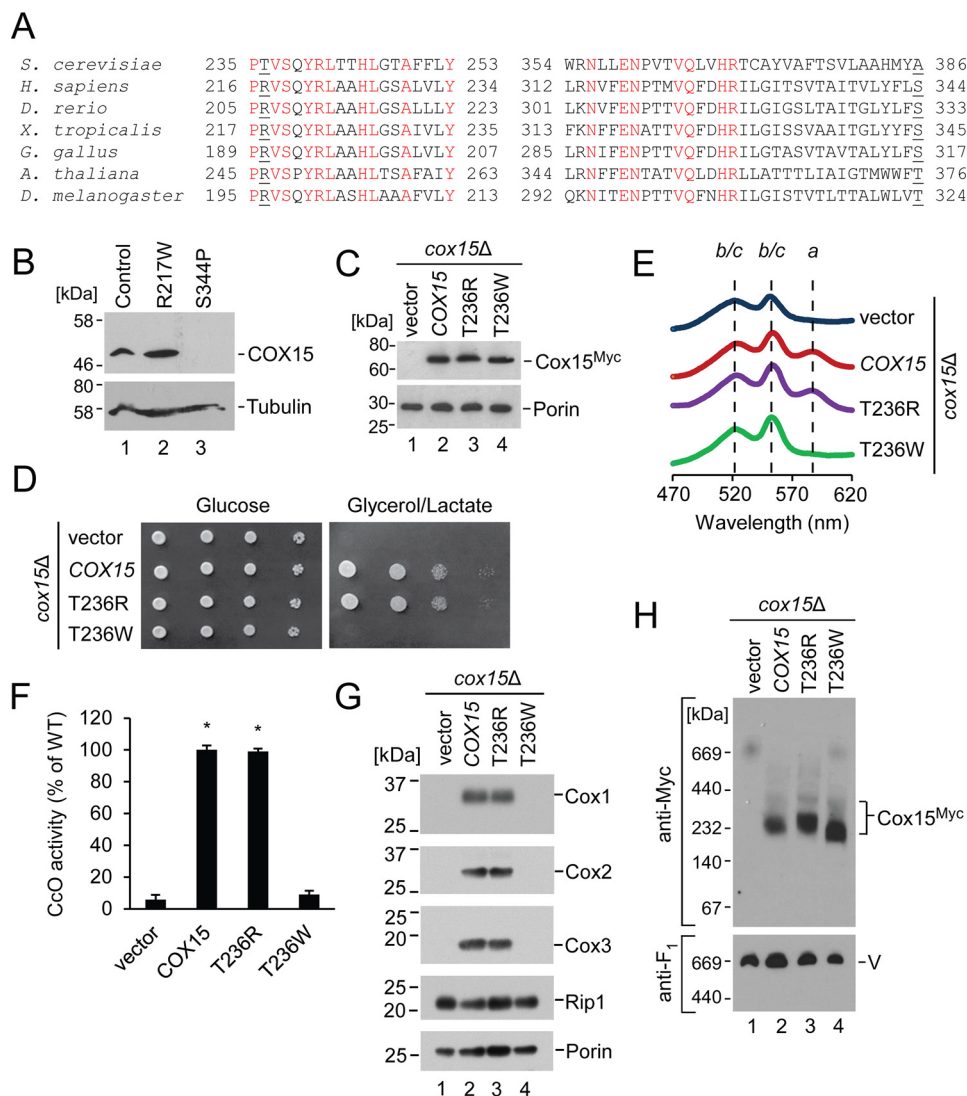 A
S. cerevisiae 235 PTVSQYRLTTHLGTAFFLY 253 354 WRNLLENPVTVQLVHRTCAYVAFTSVLAAHMYA 386
H. sapiens 216 PRVSQYRLAAHLGSALVLY 234 312 LRNVFENPTMVQFDHRILGITSVTAITVLYFLS 344
D. rerio 205 PRVSQYRLAAHLGSALLLY 223 301 LKNVFENPTTVQFDHRILGIGSLTAITGLYLFS 333
X. tropicalis 217 PRVSQYRLAAHLGSAIVLY 235 313 FKNFFENATTVQFDHRILGISSVAAITGLYYFS 345
G. gallus 189 PRVSQYRLAAHLGSALVLY 207 285 LRNIFENPTTVQFDHRILGTASVTAVTALYLFS 317
A. thaliana 245 PRVSPYRLAAHLTSAFAIY 263 344 LRNFFENTATVQLDHRLLATTTLIAIGTMWWFT 376
D. melanogaster 195 PRVSQYRLASHLAAAFVLY 213 292 QKNITENPTTVQFNHRILGISTVTLTTALWLVT 324
B
[kDa] Control R217W S344P
58
46
COX15
80
58
Tubulin
1 2 3
C
cox15Δ
[kDa] vector COX15 T236R T236W
80
60
Cox15Myc
30
25
Porin
1 2 3 4
D
Glucose Glycerol/Lactate
cox15Δ
vector
COX15
T236R
T236W
E
b/c b/c a
vector
COX15
T236R
T236W
cox15Δ
470 520 570 620
Wavelength (nm)
F
CcO activity (% of WT)
120
100
80
60
40
20
0
* *
vector COX15 T236R T236W
G
cox15Δ
[kDa] vector COX15 T236R T236W
37
25
Cox1
37
25
Cox2
25
20
Cox3
25
20
Rip1
25
Porin
1 2 3 4
H
cox15Δ
[kDa] vector COX15 T236R T236W
anti-Myc
669
440
232
140
67
Cox15Myc
anti-F1
669
440
V
1 2 3 4